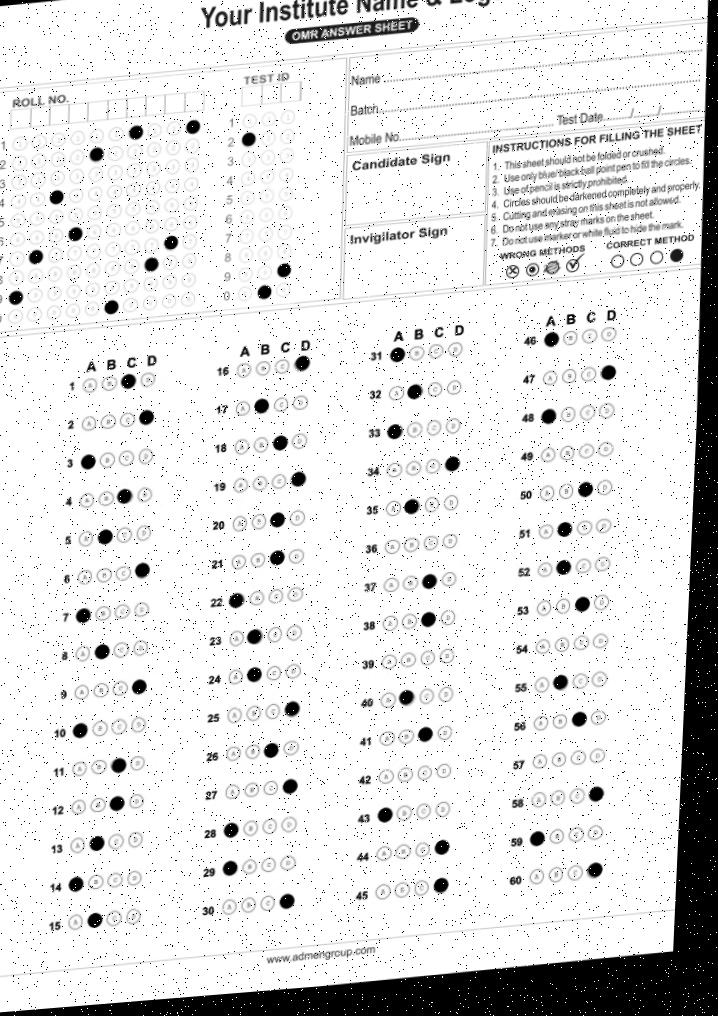 Your Institute Name &
OMR ANSWER SHEET
ROLL NO.
TEST ID
Name
Batch
Mobile No.
Test Date / /
Candidate Sign
Invigilator Sign
INSTRUCTIONS FOR FILLING THE SHEET
1. This sheet should not be folded or crushed.
2. Use only blue/black ball point pen to fill the circles.
3. Use of pencil is strictly prohibited.
4. Circles should be darkened completely and properly.
5. Cutting and erasing on this sheet is not allowed.
6. Do not use any stray marks on the sheet.
7. Do not use marker or white fluid to hide the mark.
WRONG METHODS
CORRECT METHOD
A B C D
1
2
3
4
5
6
7
8
9
10
11
12
13
14
15
A B C D
16
17
18
19
20
21
22
23
24
25
26
27
28
29
30
A B C D
31
32
33
34
35
36
37
38
39
40
41
42
43
44
45
A B C D
46
47
48
49
50
51
52
53
54
55
56
57
58
59
60